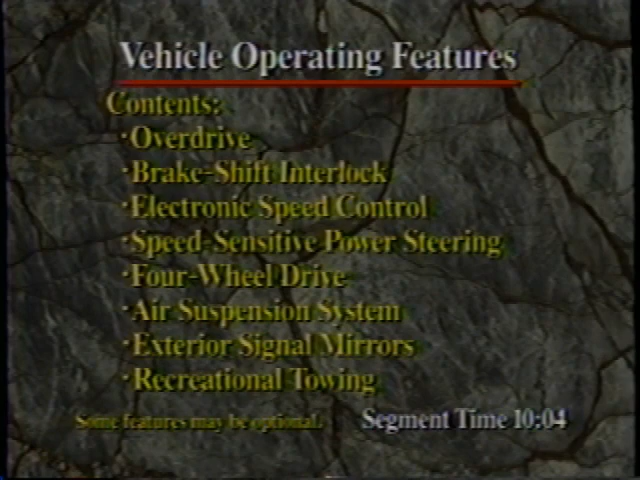 Vehicle Operating Features
Contents:
·Overdrive
·Brake-Shift Interlock
·Electronic Speed Control
·Speed-Sensitive Power Steering
·Four-Wheel Drive
·Air Suspension System
·Exterior Signal Mirrors
·Recreational Towing
Some features may be optional.
Segment Time 10:04